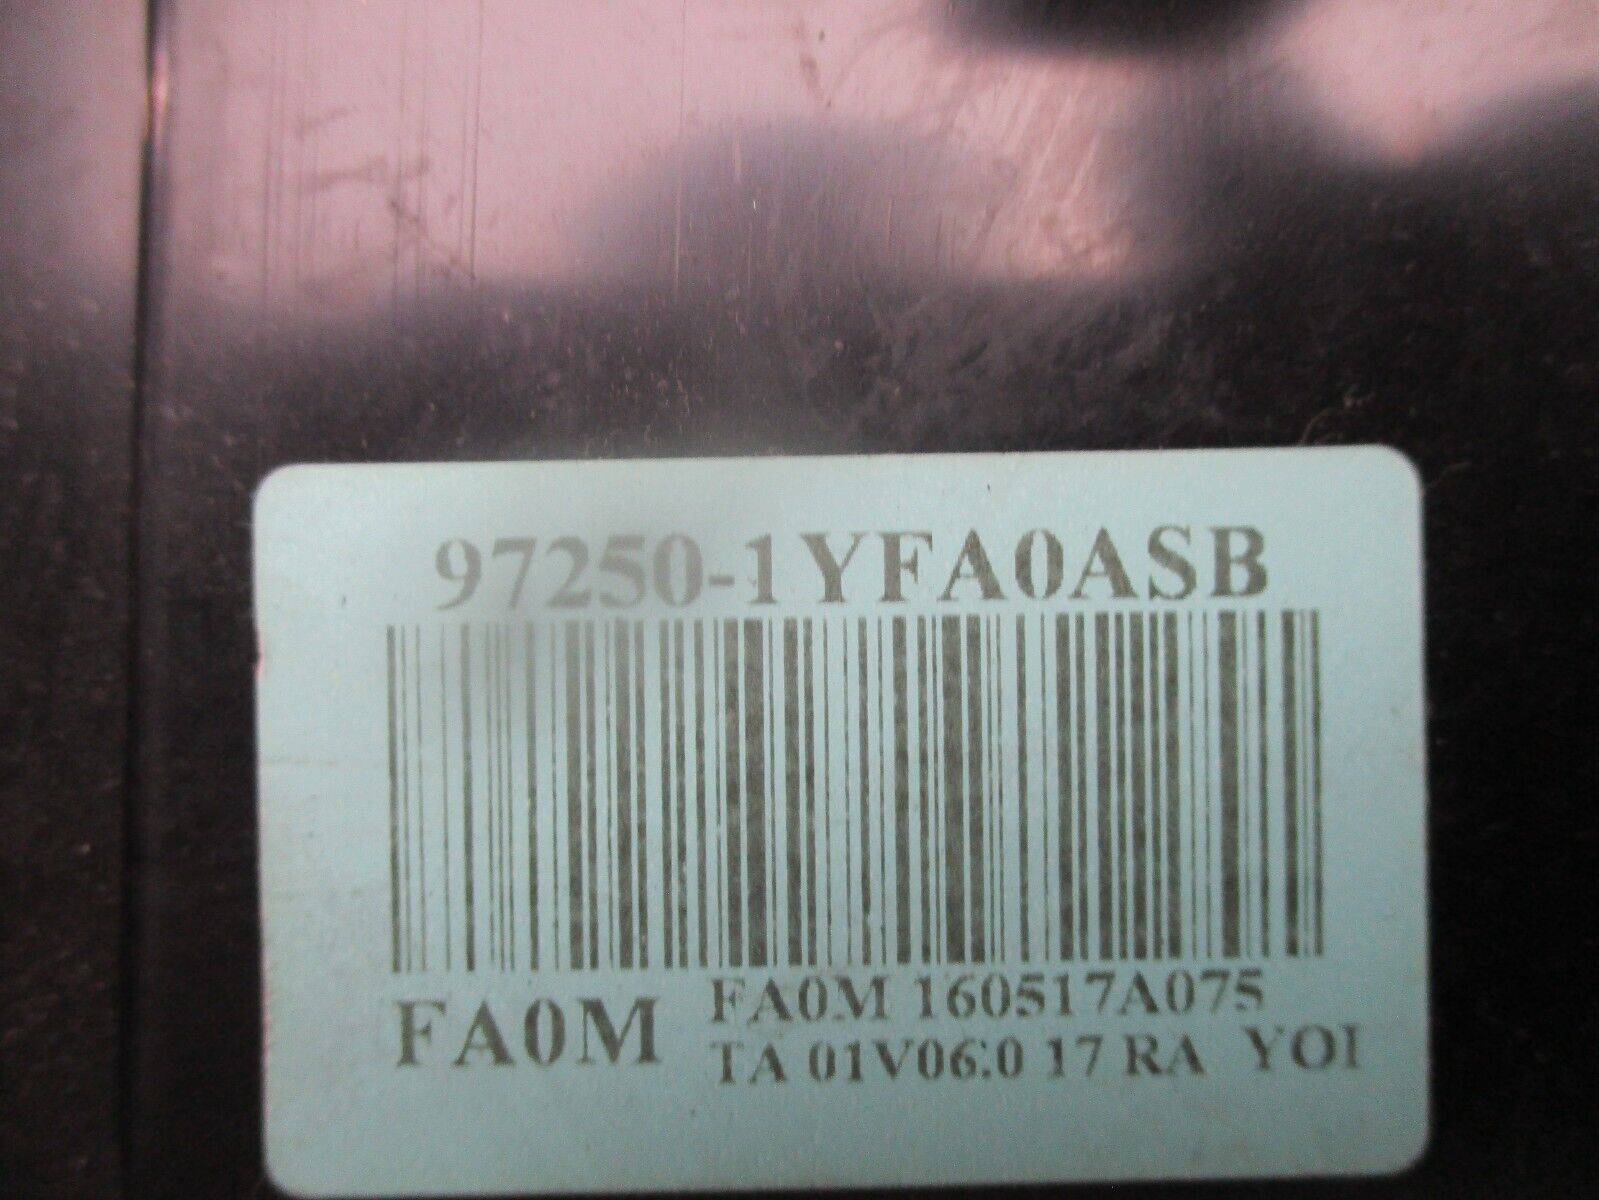 97250-1YFA0ASB
FA0M
FA0M 160517A075
TA 01V06.0 17 RA YOI